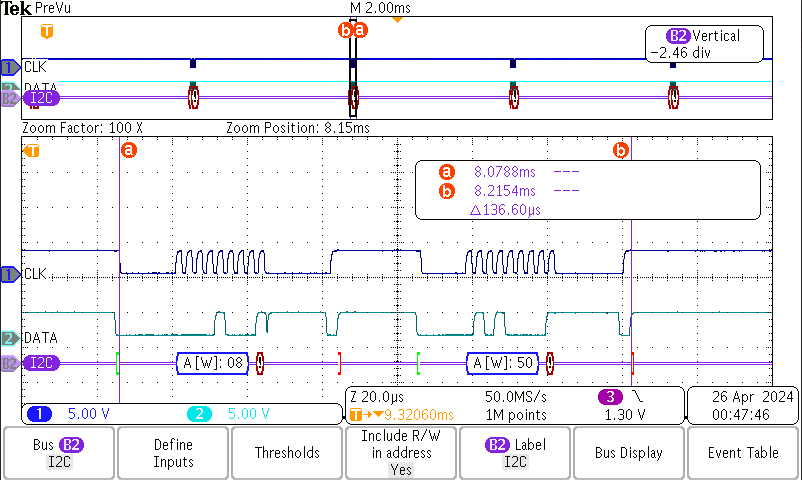 Tek PreVu M 2.00ms
T
b a
B2 Vertical
-2.46 div
1 CLK
2 DATA
B2 I2C
Zoom Factor: 100 X Zoom Position: 8.15ms
T a b
a 8.0788ms ---
b 8.2154ms ---
Δ136.60µs
1 CLK
2 DATA
B2 I2C A [W]: 08 ! A [W]: 50 !
1 5.00 V 2 5.00 V
Z 20.0µs 50.0MS/s 3
T→▼9.32060ms 1M points 1.30 V
26 Apr 2024
00:47:46
Bus B2
I2C
Define
Inputs
Thresholds
Include R/W
in address
Yes
B2 Label
I2C
Bus Display
Event Table